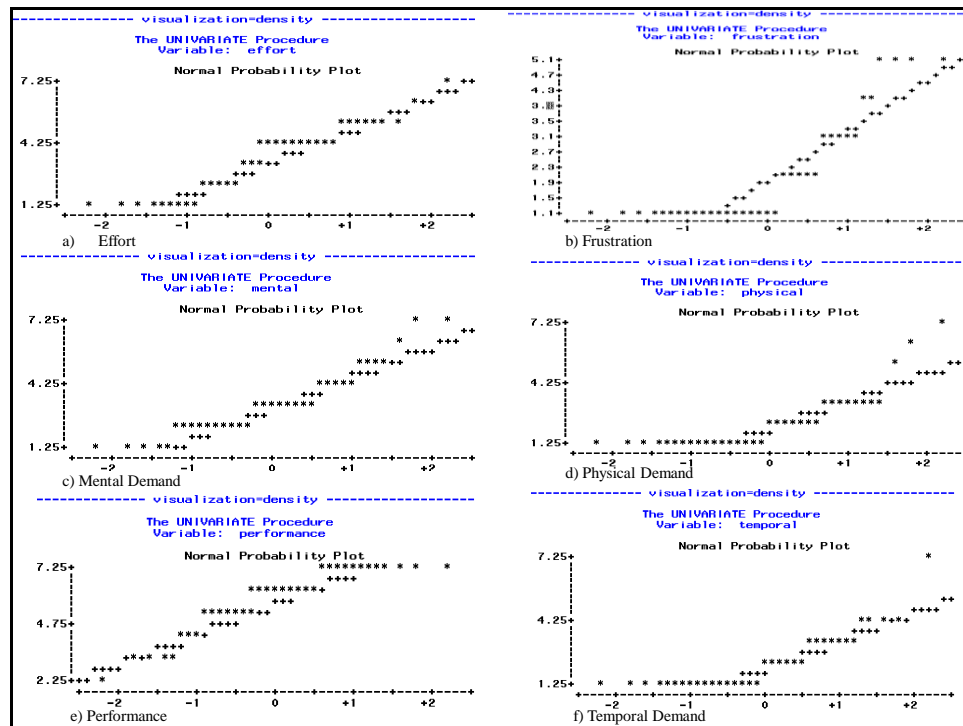 visualization=density
The UNIVARIATE Procedure
Variable: effort
Normal Probability Plot
7.25
4.25
1.25
-2 -1 0 +1 +2
a) Effort
visualization=density
The UNIVARIATE Procedure
Variable: frustration
Normal Probability Plot
5.1
4.7
4.3
3.
3.5
3.1
2.7
2.3
1.9
1.5
1.1
-2 -1 0 +1 +2
b) Frustration
visualization=density
The UNIVARIATE Procedure
Variable: mental
Normal Probability Plot
7.25
4.25
1.25
-2 -1 0 +1 +2
c) Mental Demand
visualization=density
The UNIVARIATE Procedure
Variable: physical
Normal Probability Plot
7.25
4.25
1.25
-2 -1 0 +1 +2
d) Physical Demand
visualization=density
The UNIVARIATE Procedure
Variable: performance
Normal Probability Plot
7.25
4.75
2.25
-2 -1 0 +1 +2
e) Performance
visualization=density
The UNIVARIATE Procedure
Variable: temporal
Normal Probability Plot
7.25
4.25
1.25
-2 -1 0 +1 +2
f) Temporal Demand